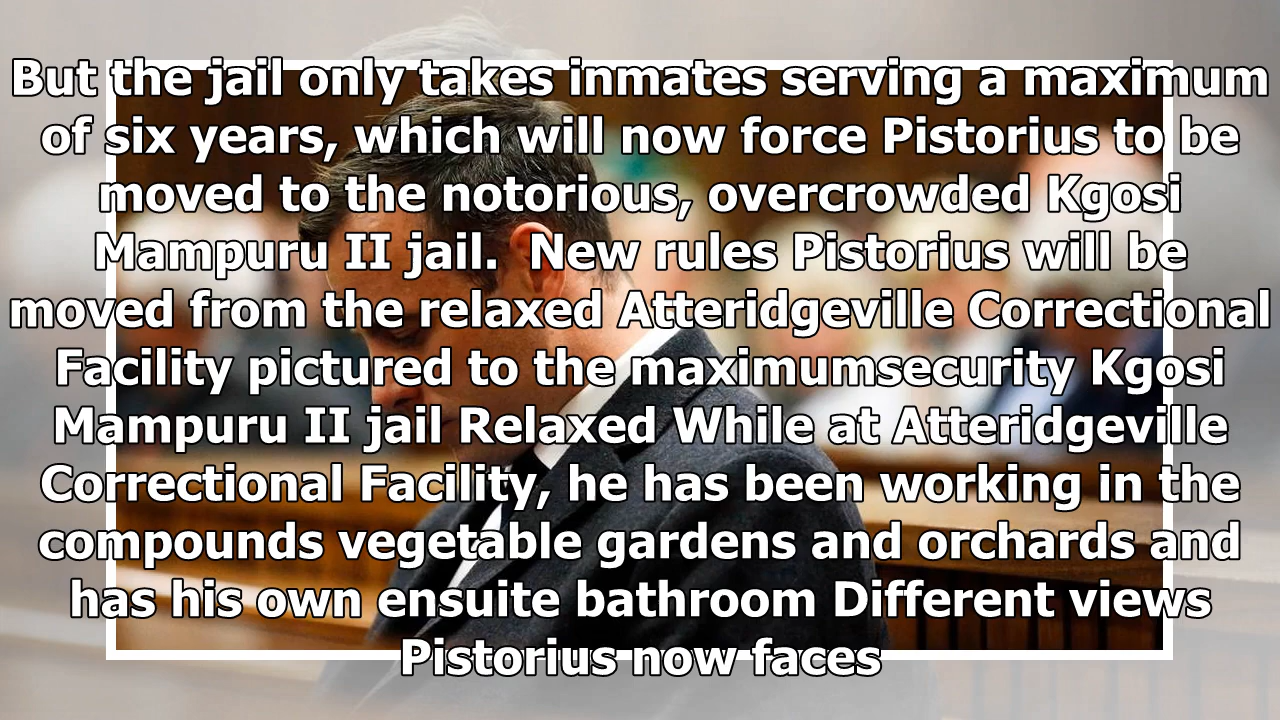 But the jail only takes inmates serving a maximum
of six years, which will now force Pistorius to be
moved to the notorious, overcrowded Kgosi
Mampuru II jail.  New rules Pistorius will be
moved from the relaxed Atteridgeville Correctional
Facility pictured to the maximumsecurity Kgosi
Mampuru II jail Relaxed While at Atteridgeville
Correctional Facility, he has been working in the
compounds vegetable gardens and orchards and
has his own ensuite bathroom Different views
Pistorius now faces